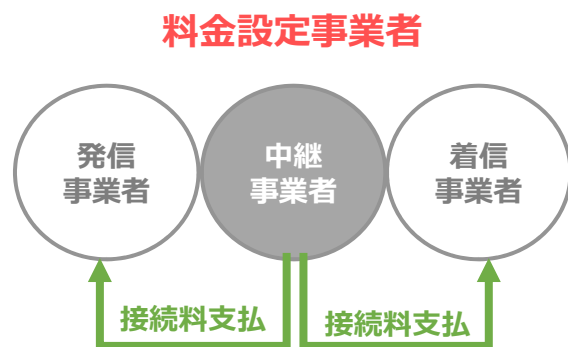 料金設定事業者
発信
事業者
中継
事業者
着信
事業者
接続料支払
接続料支払